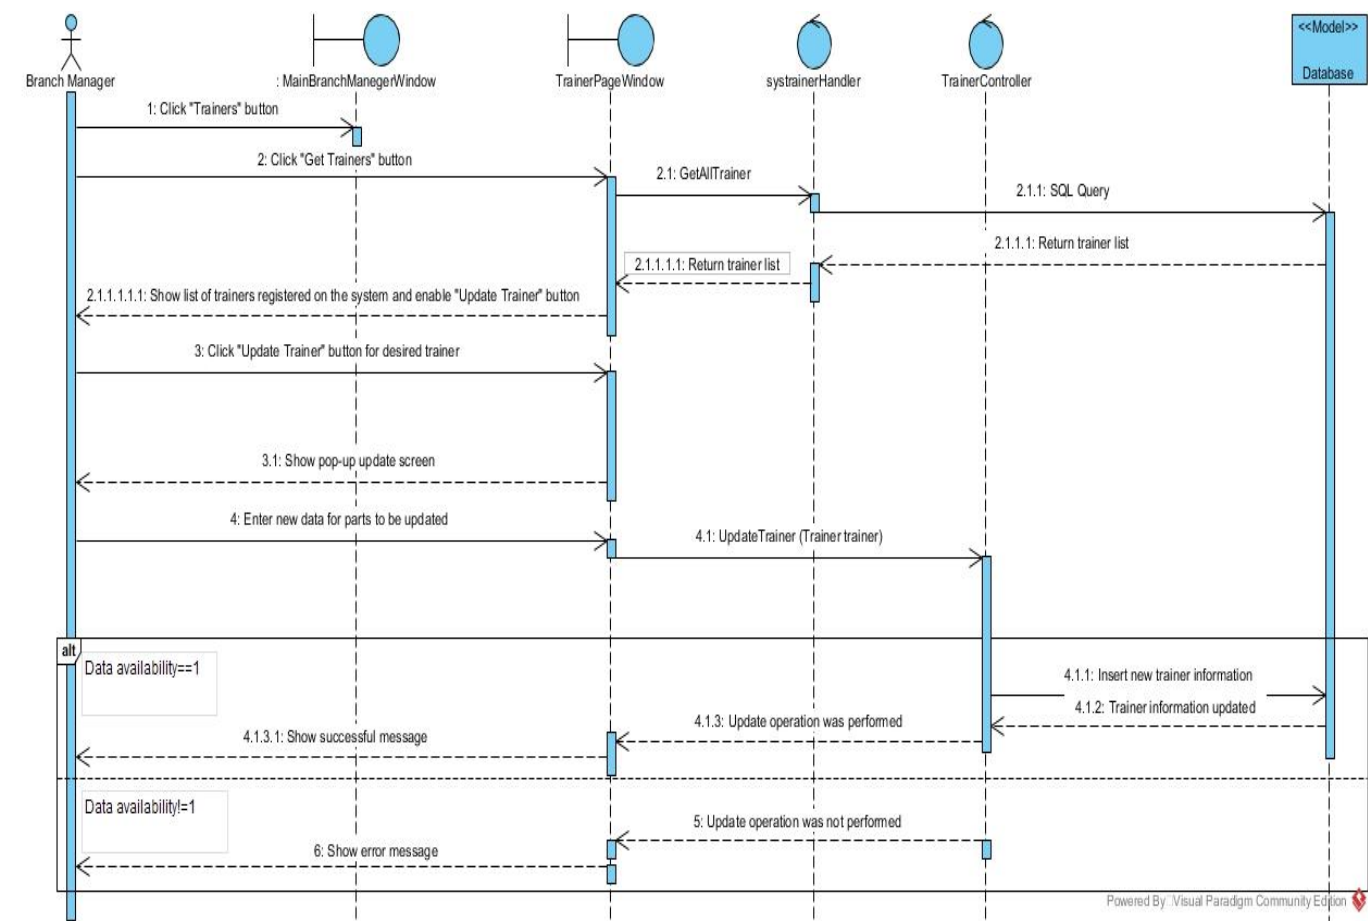 <<Model>>
Branch Manager
: MainBranchManegerWindow
TrainerPageWindow
systrainerHandler
TrainerController
Database
1: Click "Trainers" button
2: Click "Get Trainers" button
2.1: GetAllTrainer
2.1.1: SQL Query
2.1.1.1: Return trainer list
2.1.1.1.1: Return trainer list
2.1.1.1.1.1: Show list of trainers registered on the system and enable "Update Trainer" button
3: Click "Update Trainer" button for desired trainer
3.1: Show pop-up update screen
4: Enter new data for parts to be updated
4.1: UpdateTrainer (Trainer trainer)
alt
Data availability==1
4.1.1: Insert new trainer information
4.1.2: Trainer information updated
4.1.3: Update operation was performed
4.1.3.1: Show successful message
Data availability!=1
5: Update operation was not performed
6: Show error message
Powered By Visual Paradigm Community Edition